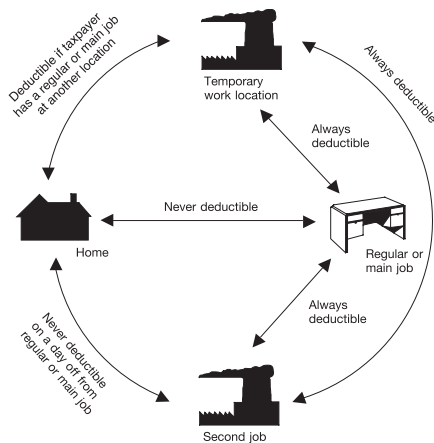 Deductible if taxpayer
has a regular or main job
at another location
Temporary
work location
Always deductible
Always
deductible
Never deductible
Home
Regular or
main job
Always
deductible
Never deductible
on a day off from
regular or main job
Second job